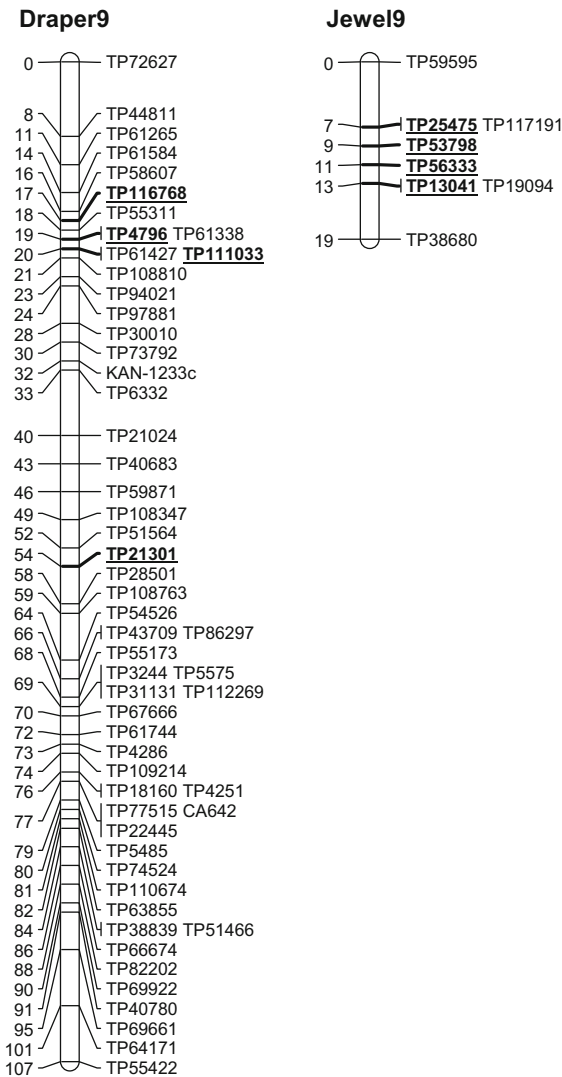 Draper9
0 TP72627
8 TP44811
11 TP61265
14 TP61584
16 TP58607
17 TP116768
18 TP55311
19 TP4796 TP61338
20 TP61427 TP111033
21 TP108810
23 TP94021
24 TP97881
28 TP30010
30 TP73792
32 KAN-1233c
33 TP6332
40 TP21024
43 TP40683
46 TP59871
49 TP108347
52 TP51564
54 TP21301
58 TP28501
59 TP108763
64 TP54526
66 TP43709 TP86297
68 TP55173
69 TP3244 TP5575
TP31131 TP112269
70 TP67666
72 TP61744
73 TP4286
74 TP109214
76 TP18160 TP4251
77 TP77515 CA642
TP22445
79 TP5485
80 TP74524
81 TP110674
82 TP63855
84 TP38839 TP51466
86 TP66674
88 TP82202
90 TP69922
91 TP40780
95 TP69661
101 TP64171
107 TP55422
Jewel9
0 TP59595
7 TP25475 TP117191
9 TP53798
11 TP56333
13 TP13041 TP19094
19 TP38680